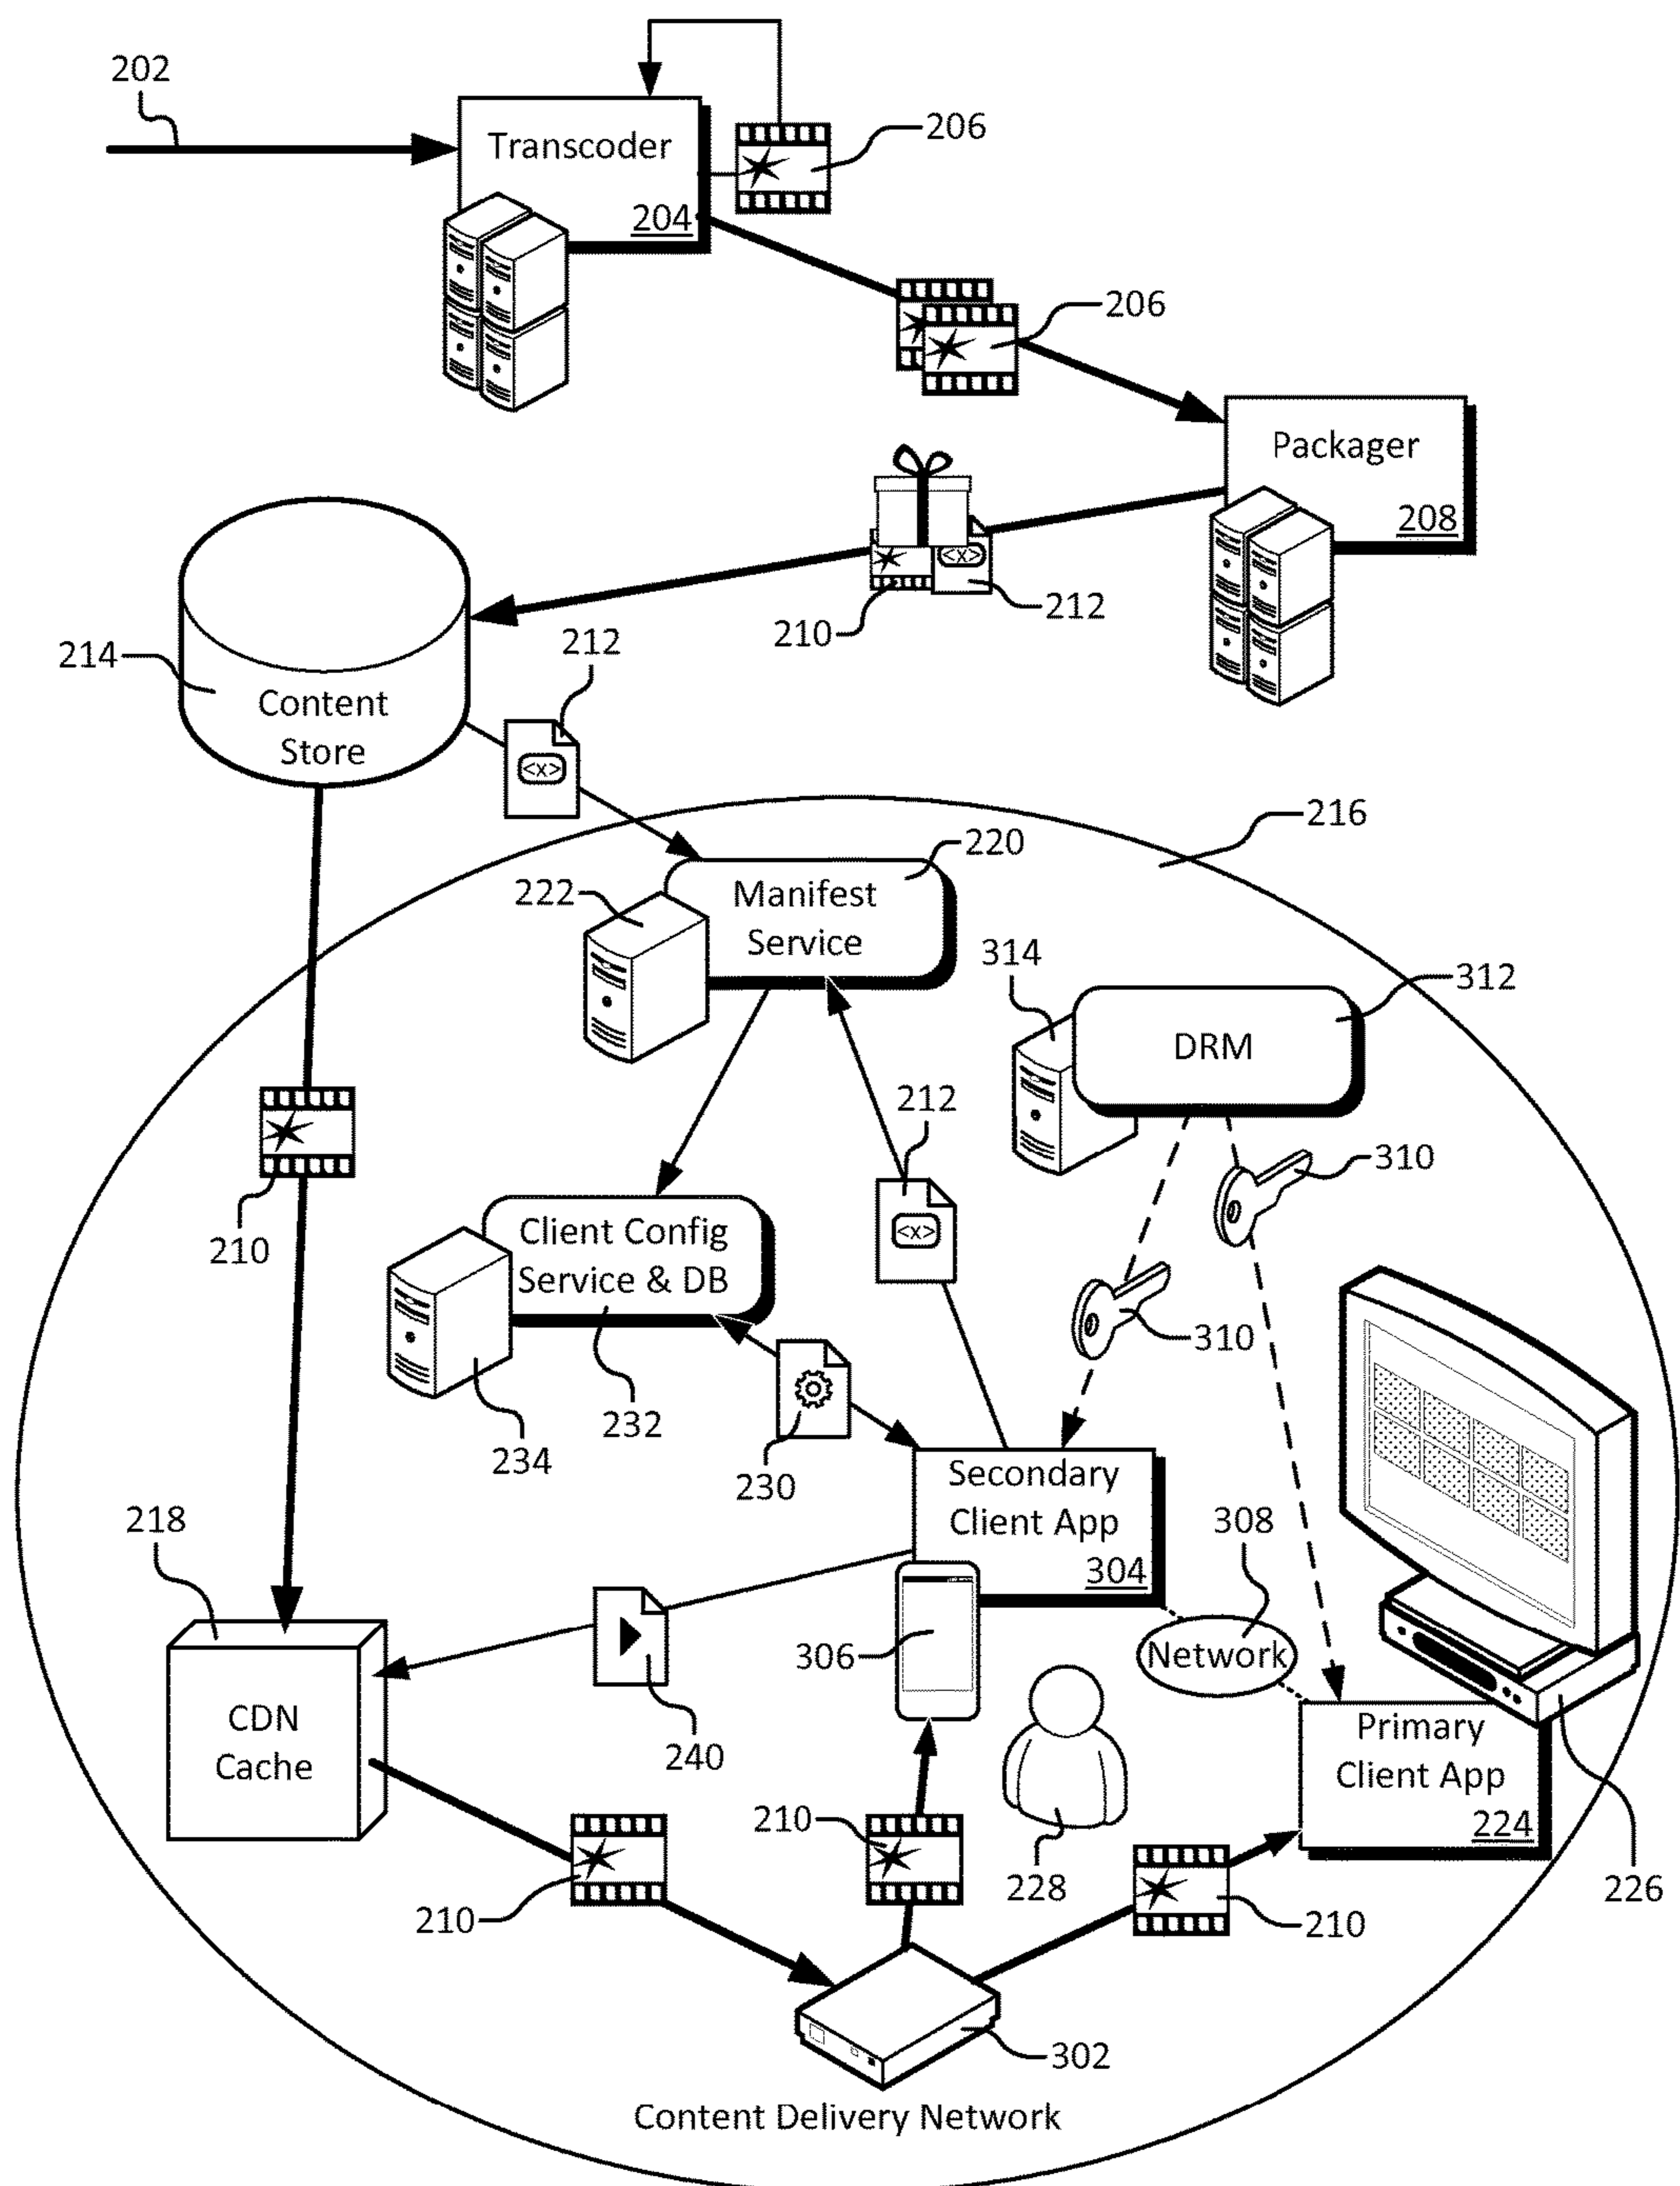 202
Transcoder
204
206
206
Packager
208
210
212
214
Content
Store
212
<x>
<x>
216
220
222
Manifest
Service
314
312
DRM
212
<x>
310
310
210
Client Config
Service & DB
232
234
230
Secondary
Client App
304
308
Network
218
306
CDN
Cache
240
Primary
Client App
224
226
210
210
228
210
302
Content Delivery Network